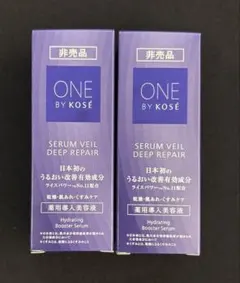 非売品
ONE
BY KOSÉ
SERUM VEIL
DEEP REPAIR
日本初の
うるおい改善有効成分
ライスパワー®No.11配合
乾燥・肌あれ・くすみケア
薬用導入美容液
Hydrating
Booster Serum
非売品
ONE
BY KOSÉ
SERUM VEIL
DEEP REPAIR
日本初の
うるおい改善有効成分
ライスパワー®No.11配合
乾燥・肌あれ・くすみケア
薬用導入美容液
Hydrating
Booster Serum